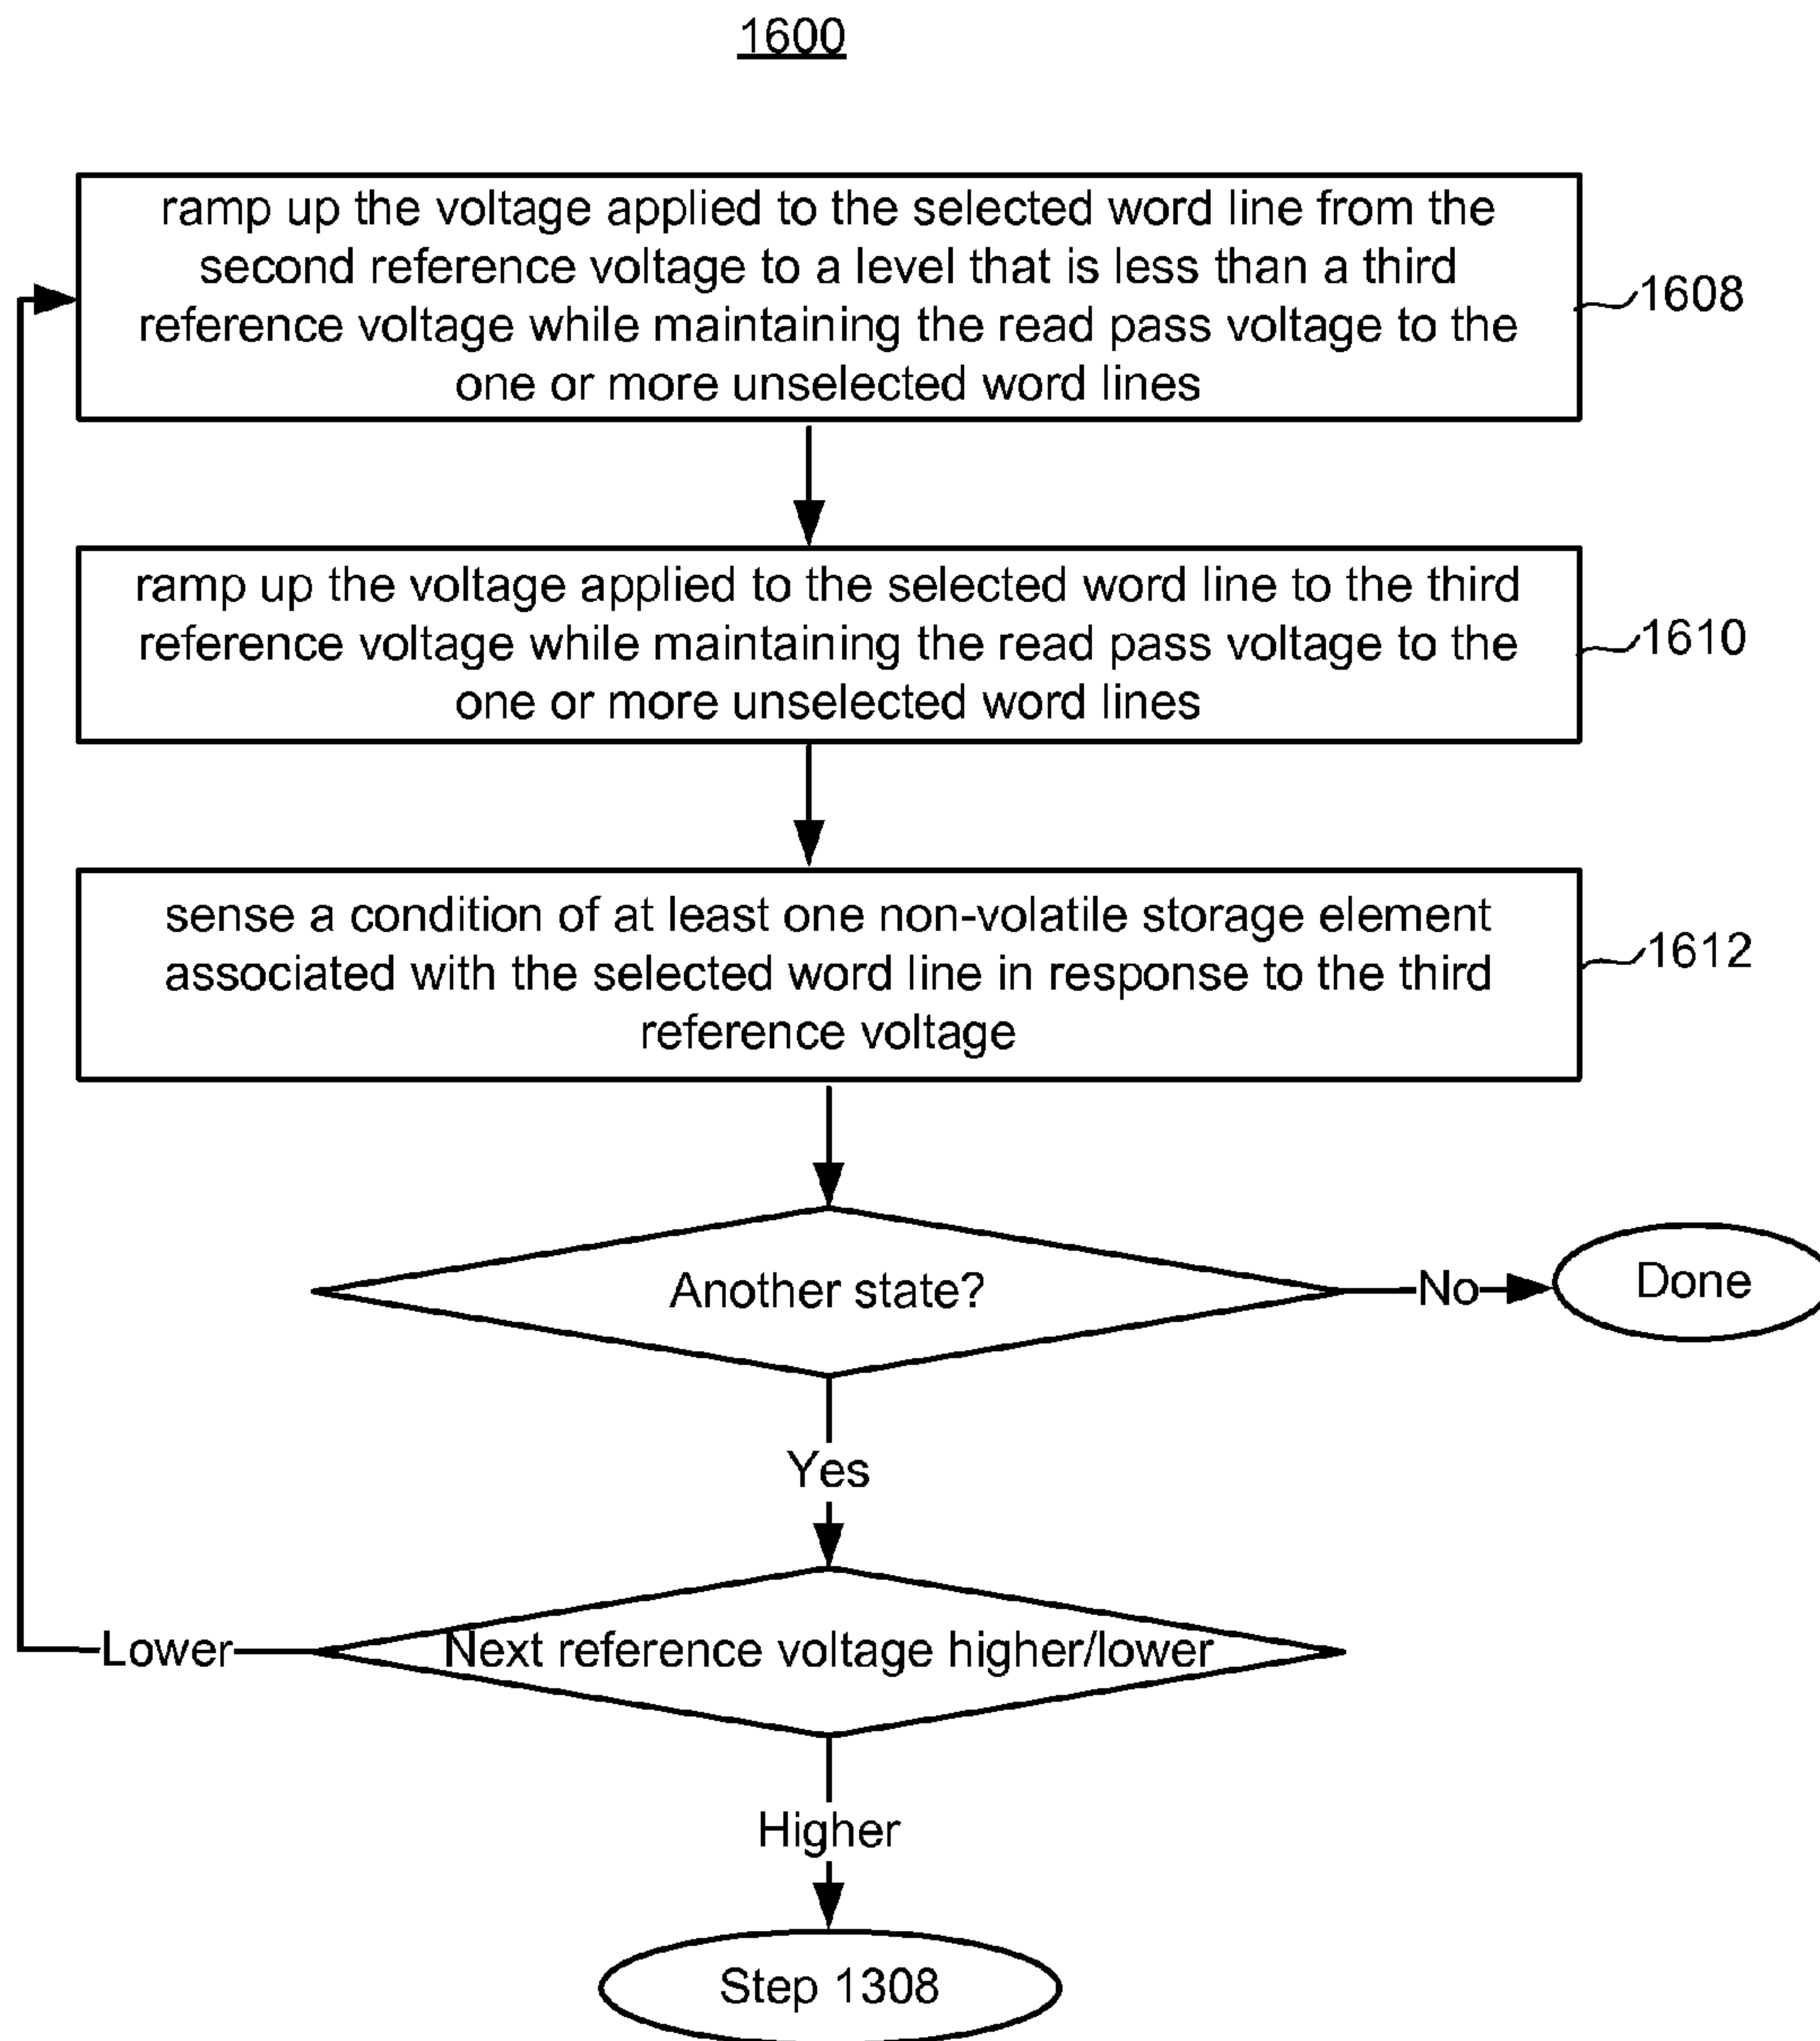 1600
ramp up the voltage applied to the selected word line from the
second reference voltage to a level that is less than a third
reference voltage while maintaining the read pass voltage to the
one or more unselected word lines
1608
ramp up the voltage applied to the selected word line to the third
reference voltage while maintaining the read pass voltage to the
one or more unselected word lines
1610
sense a condition of at least one non-volatile storage element
associated with the selected word line in response to the third
reference voltage
1612
Another state?
No
Done
Yes
Next reference voltage higher/lower
Lower
Higher
Step 1308